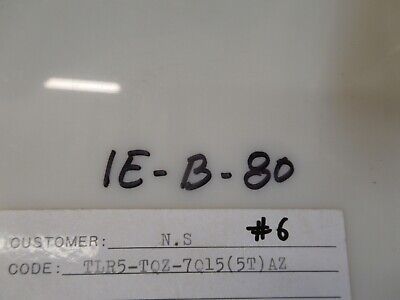 IE-B-80
#6
CUSTOMER: N.S
CODE: TLR5-TQZ-7Q15(5T)AZ